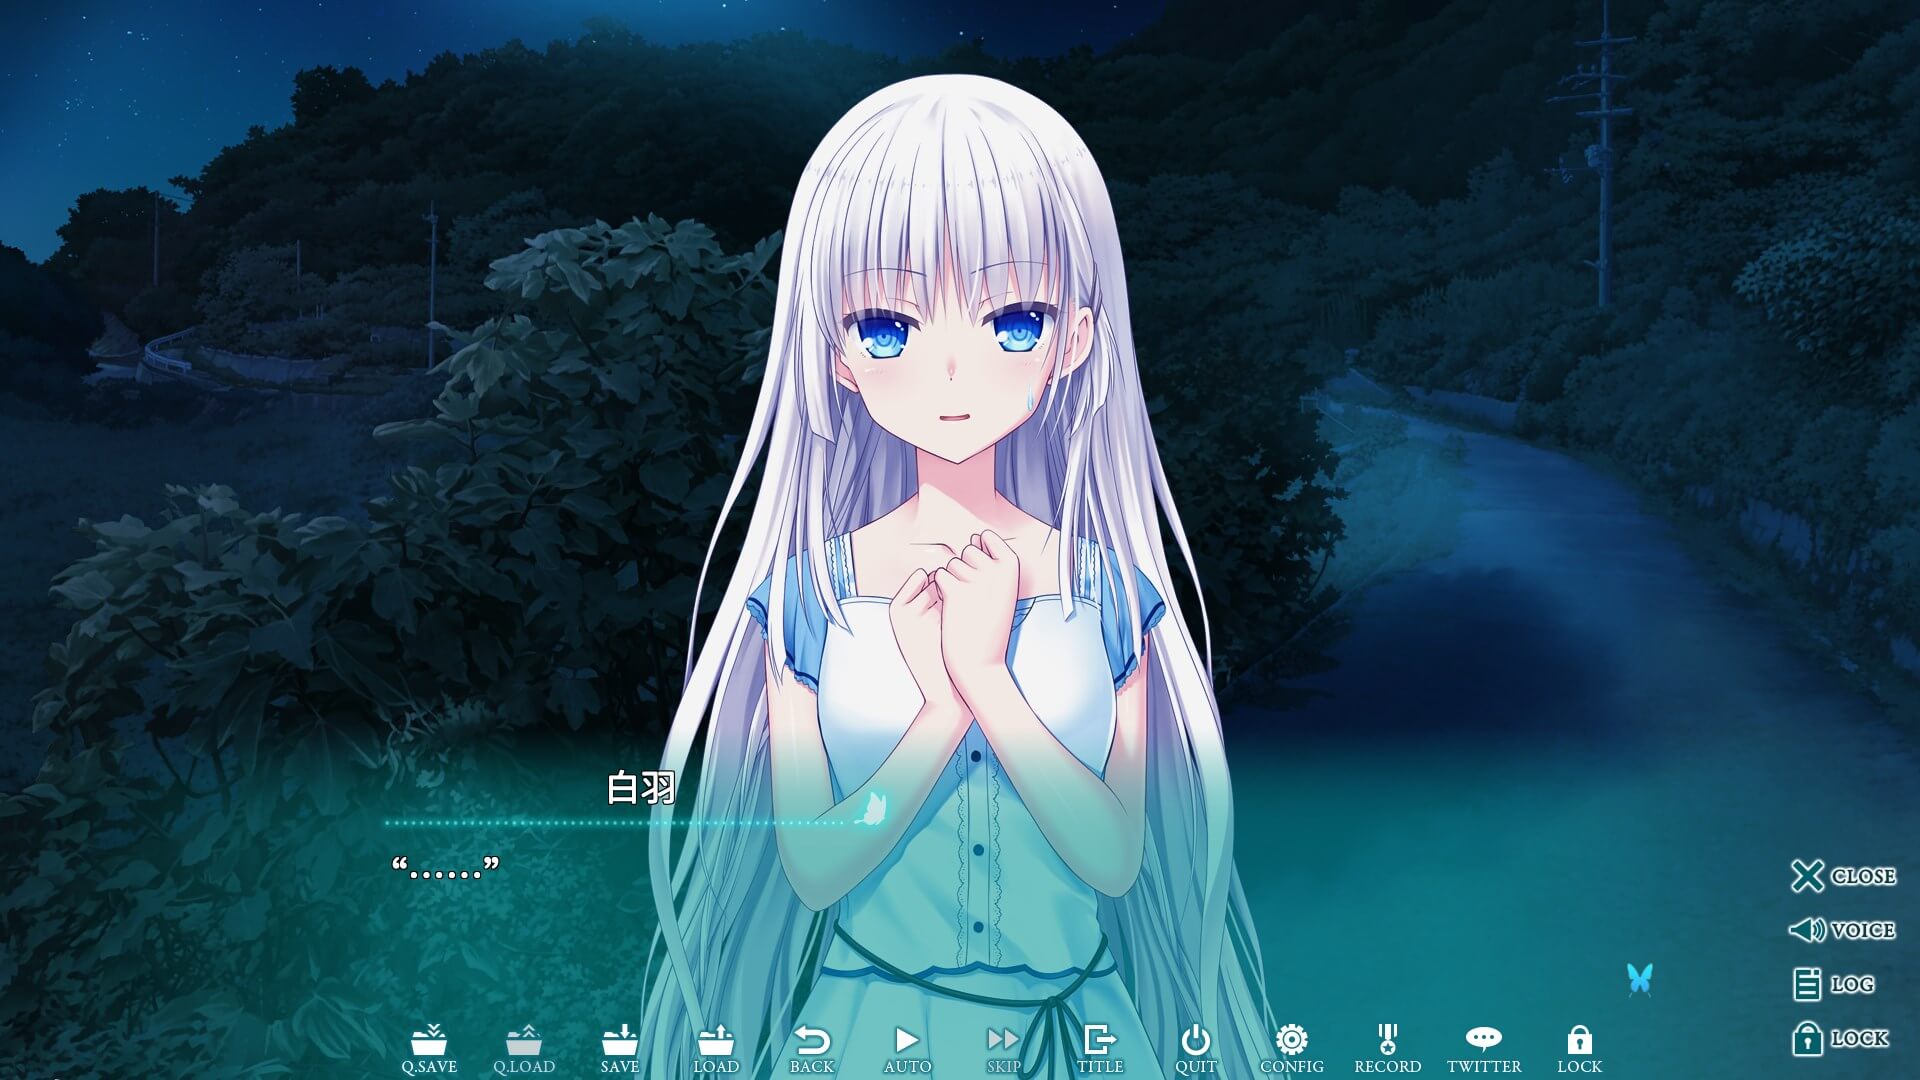 白羽
“......”
CLOSE
VOICE
LOG
LOCK
Q.SAVE
Q.LOAD
SAVE
LOAD
BACK
AUTO
SKIP
TITLE
QUIT
CONFIG
RECORD
TWITTER
LOCK